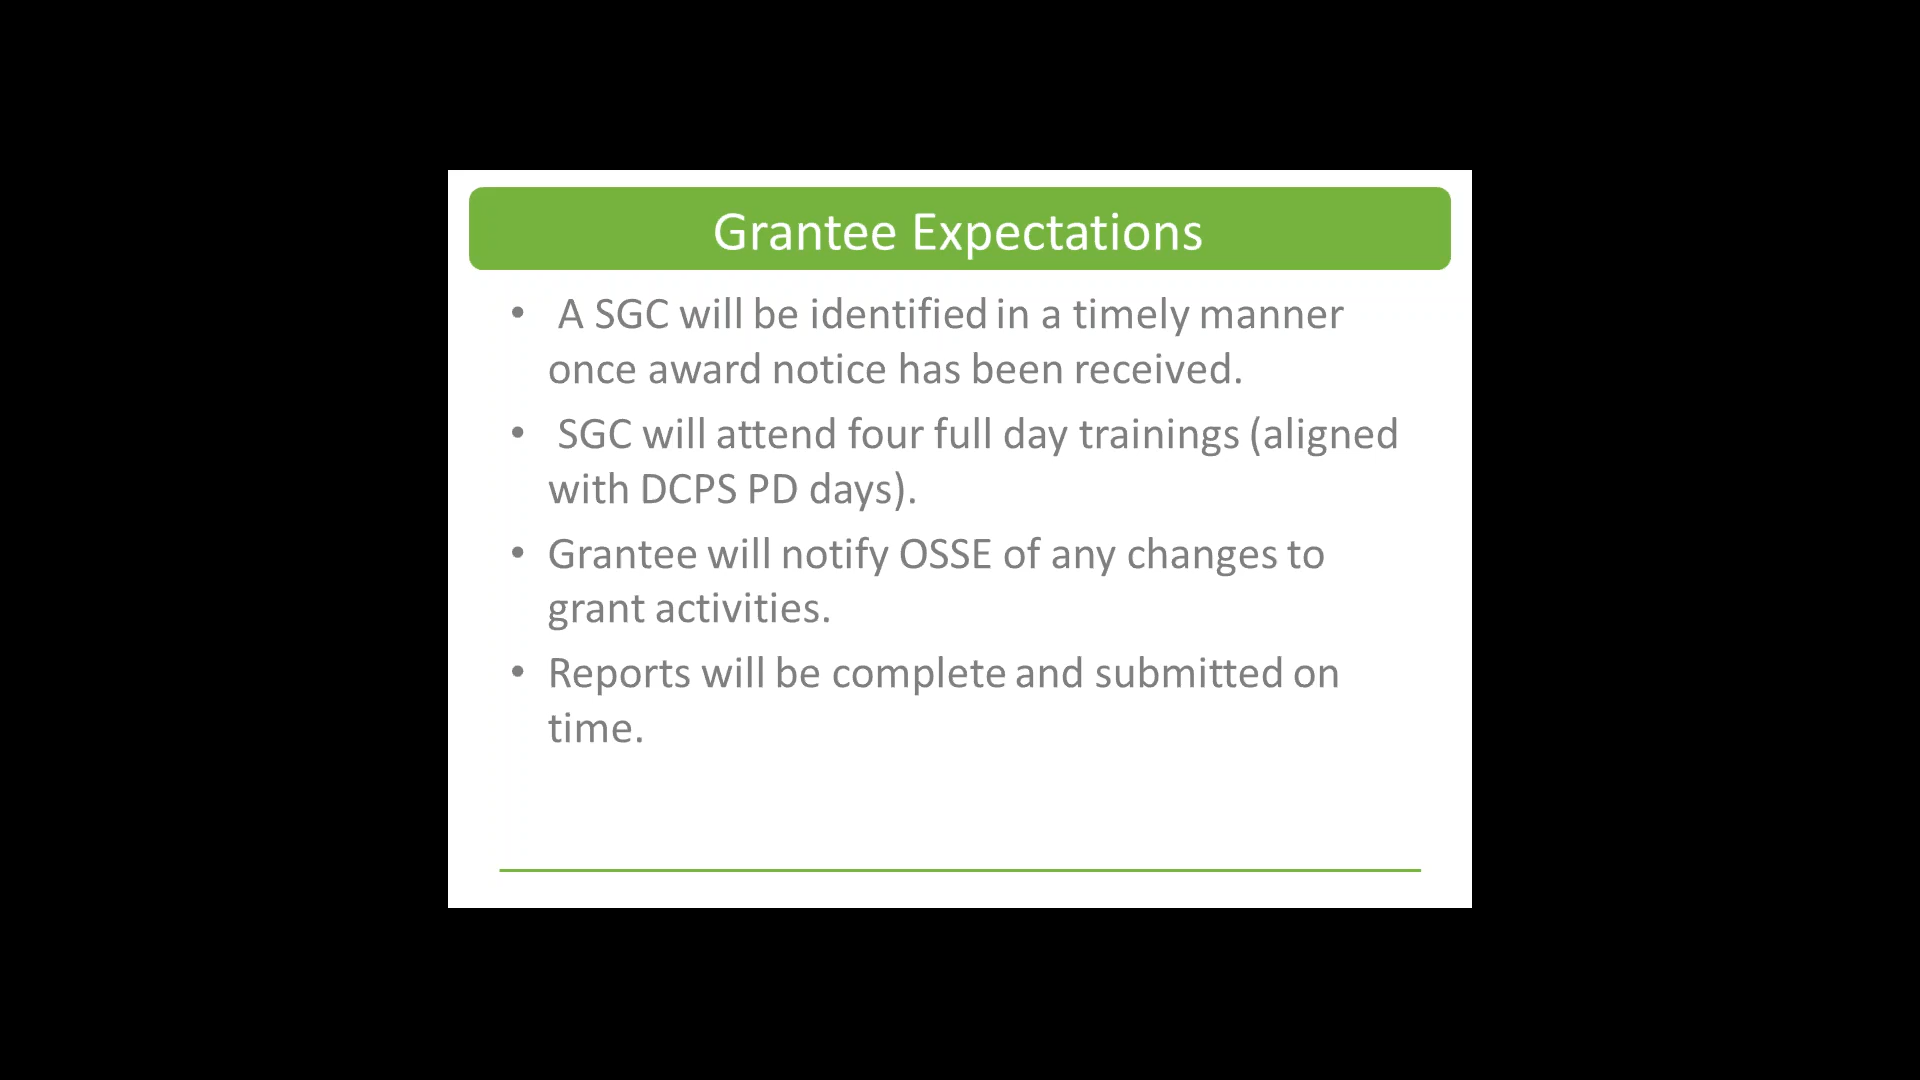 Grantee Expectations
• A SGC will be identified in a timely manner
once award notice has been received.
• SGC will attend four full day trainings (aligned
with DCPS PD days).
• Grantee will notify OSSE of any changes to
grant activities.
• Reports will be complete and submitted on
time.